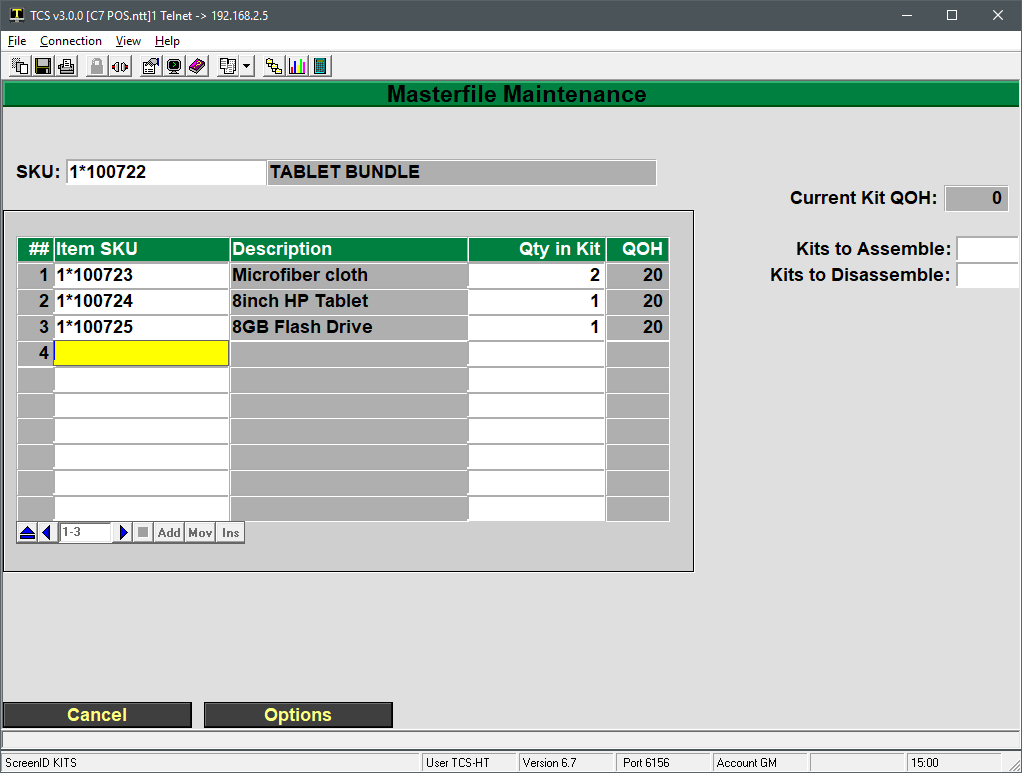 TCS v3.0.0 [C7 POS.ntt]1 Telnet -> 192.168.2.5
File Connection View Help
Masterfile Maintenance
SKU: 1*100722 TABLET BUNDLE
Current Kit QOH: 0
## Item SKU Description Qty in Kit QOH
Kits to Assemble:
1 1*100723 Microfiber cloth 2 20
Kits to Disassemble:
2 1*100724 8inch HP Tablet 1 20
3 1*100725 8GB Flash Drive 1 20
4
1-3 Add Mov Ins
Cancel Options
ScreenID KITS User TCS-HT Version 6.7 Port 6156 Account GM 15:00